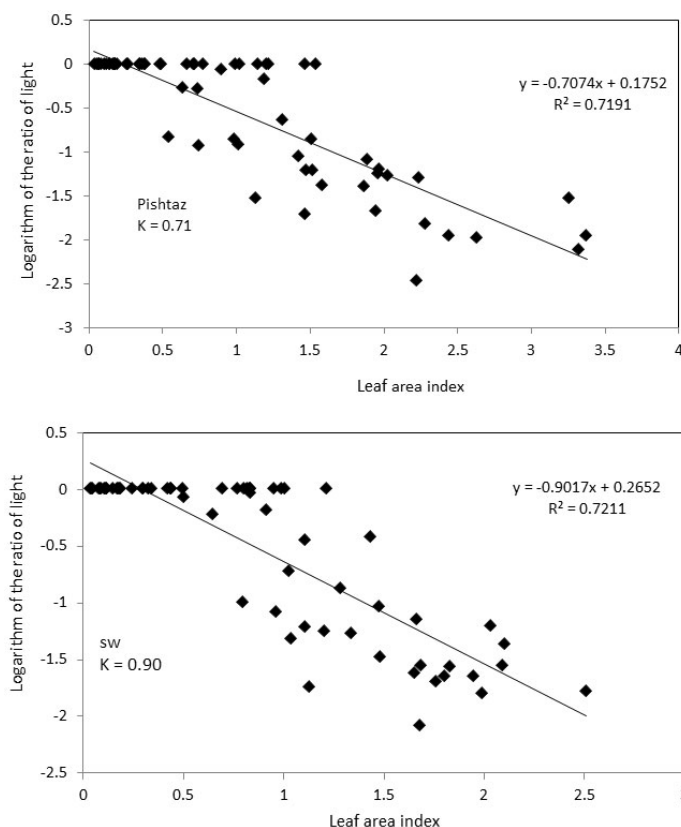 0.5
0
-0.5
-1
-1.5
-2
-2.5
-3
Logarithm of the ratio of light
y = -0.7074x + 0.1752
R² = 0.7191
Pishtaz
K = 0.71
0 0.5 1 1.5 2 2.5 3 3.5 4
Leaf area index
0.5
0
-0.5
-1
-1.5
-2
-2.5
Logarithm of the ratio of light
y = -0.9017x + 0.2652
R² = 0.7211
sw
K = 0.90
0 0.5 1 1.5 2 2.5 3
Leaf area index